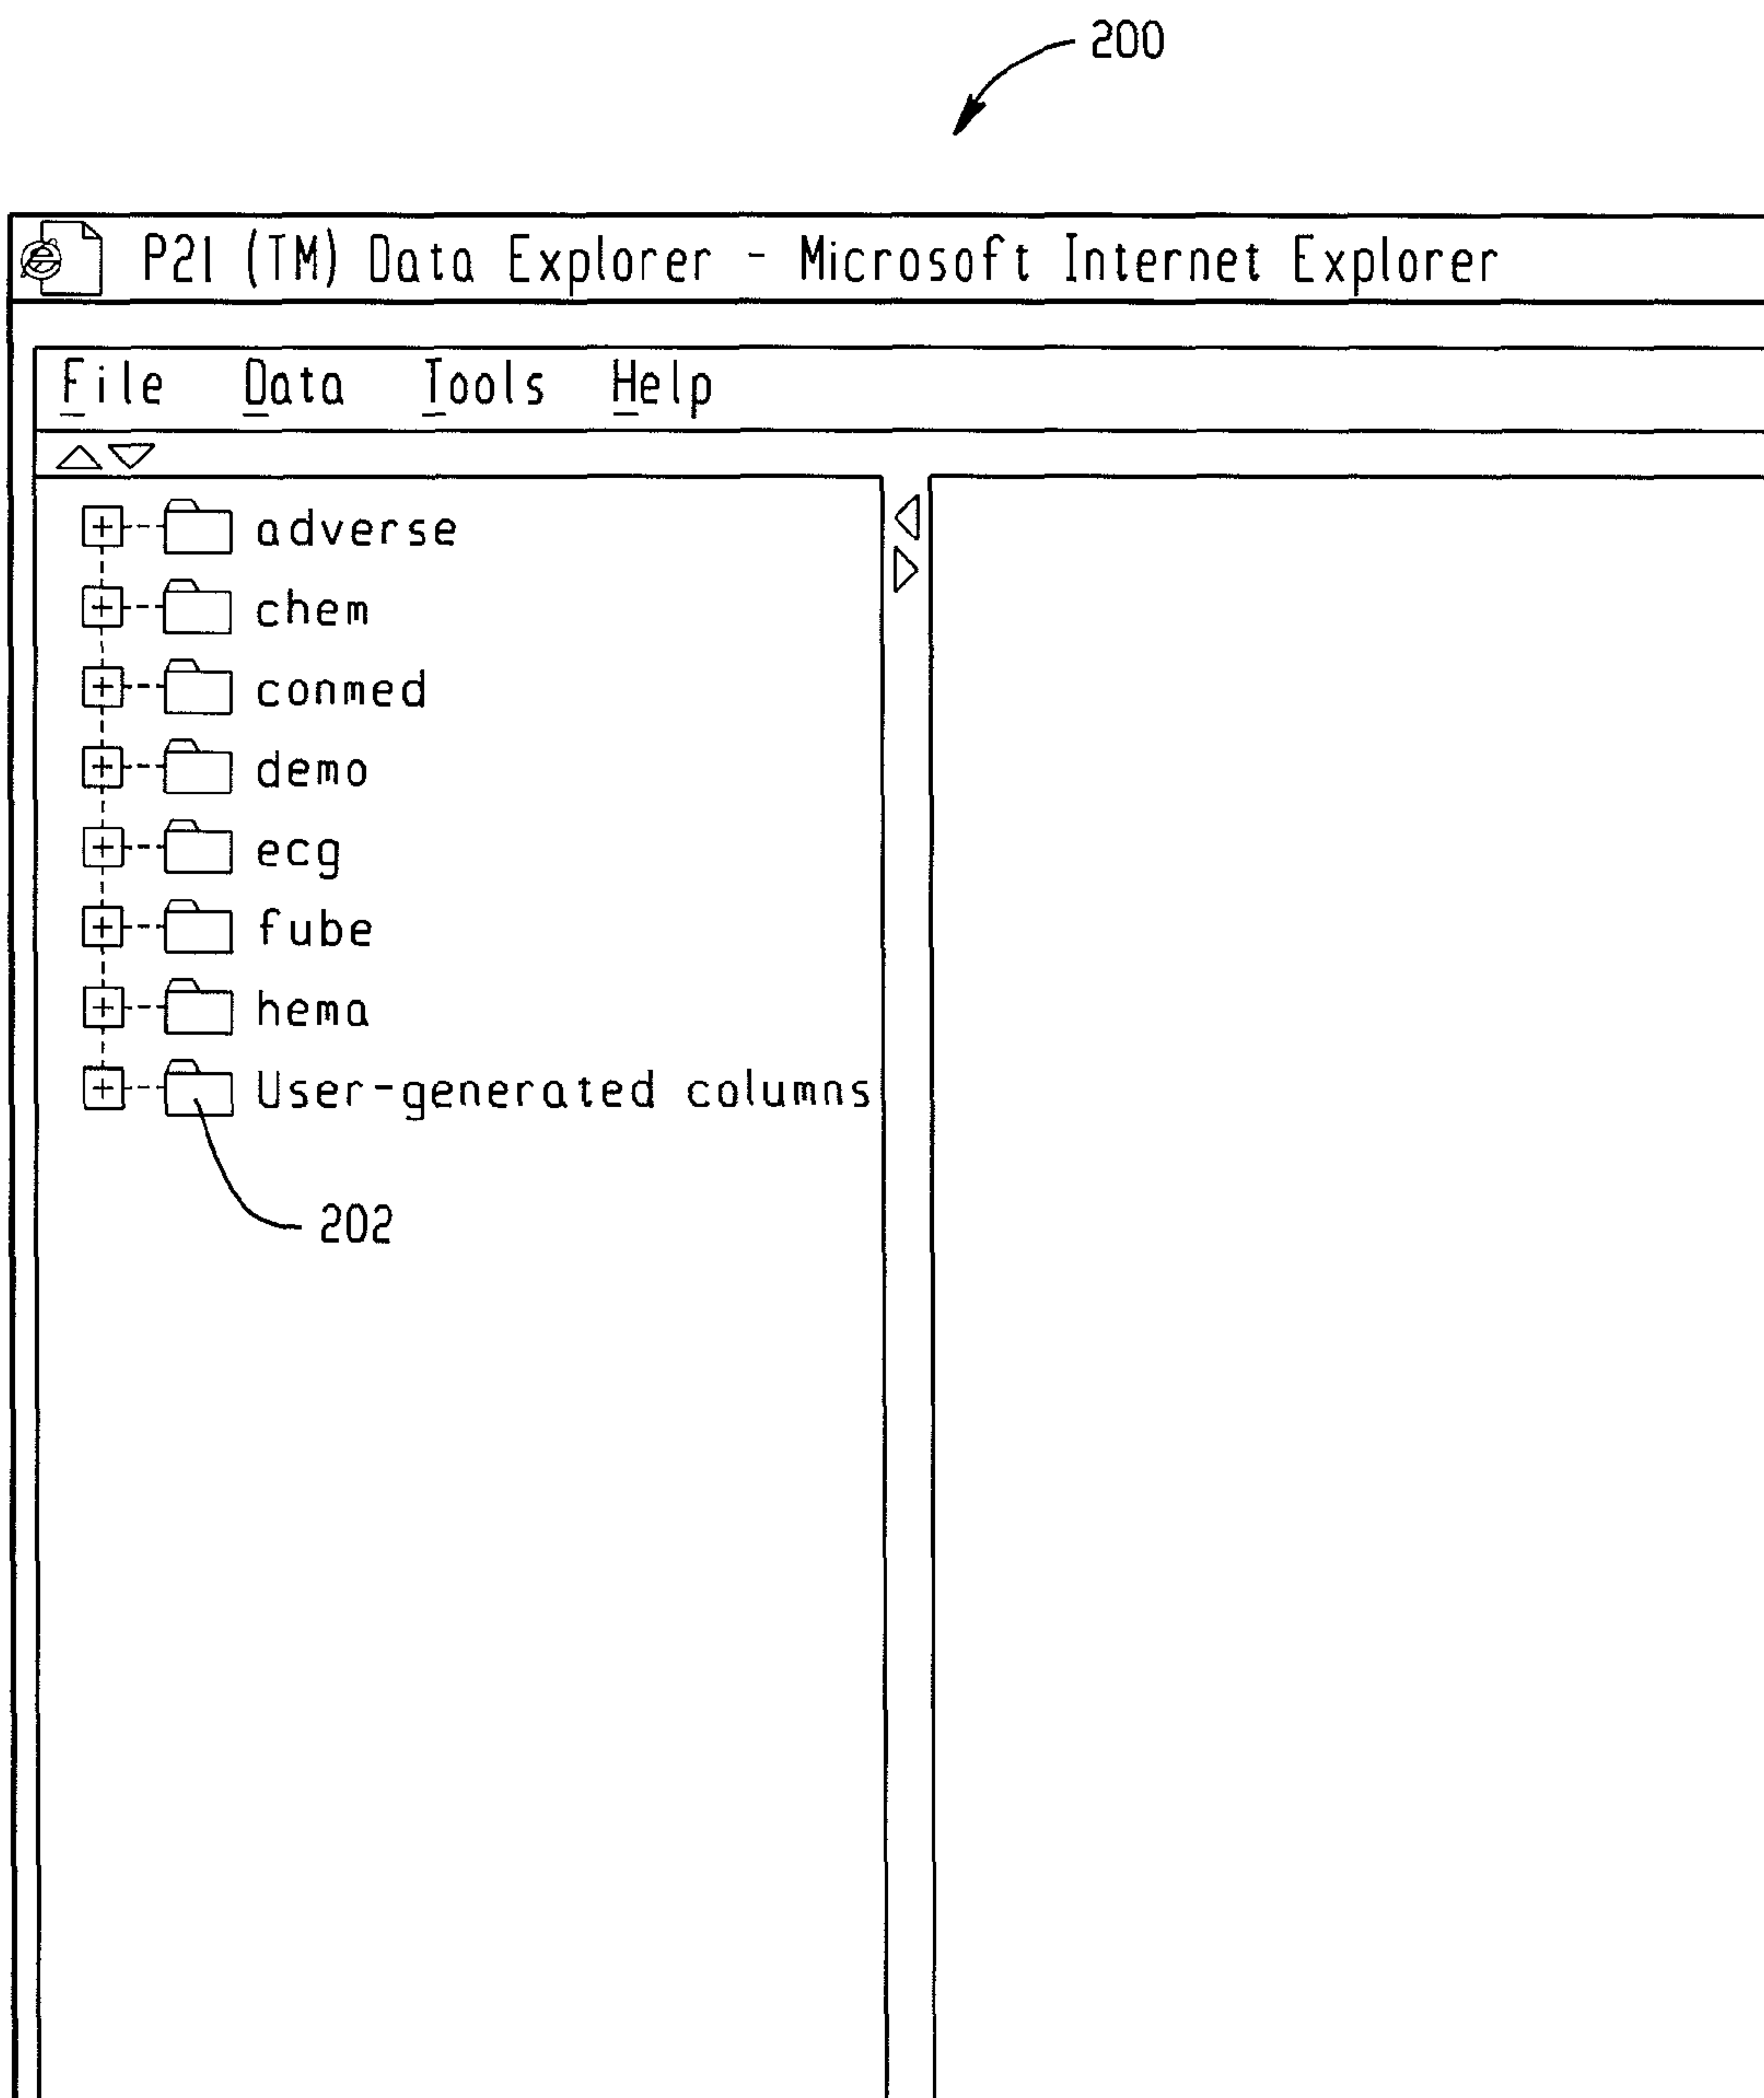 200
P21 (TM) Data Explorer - Microsoft Internet Explorer
File Data Tools Help
adverse
chem
conmed
demo
ecg
fube
hema
User-generated columns
202